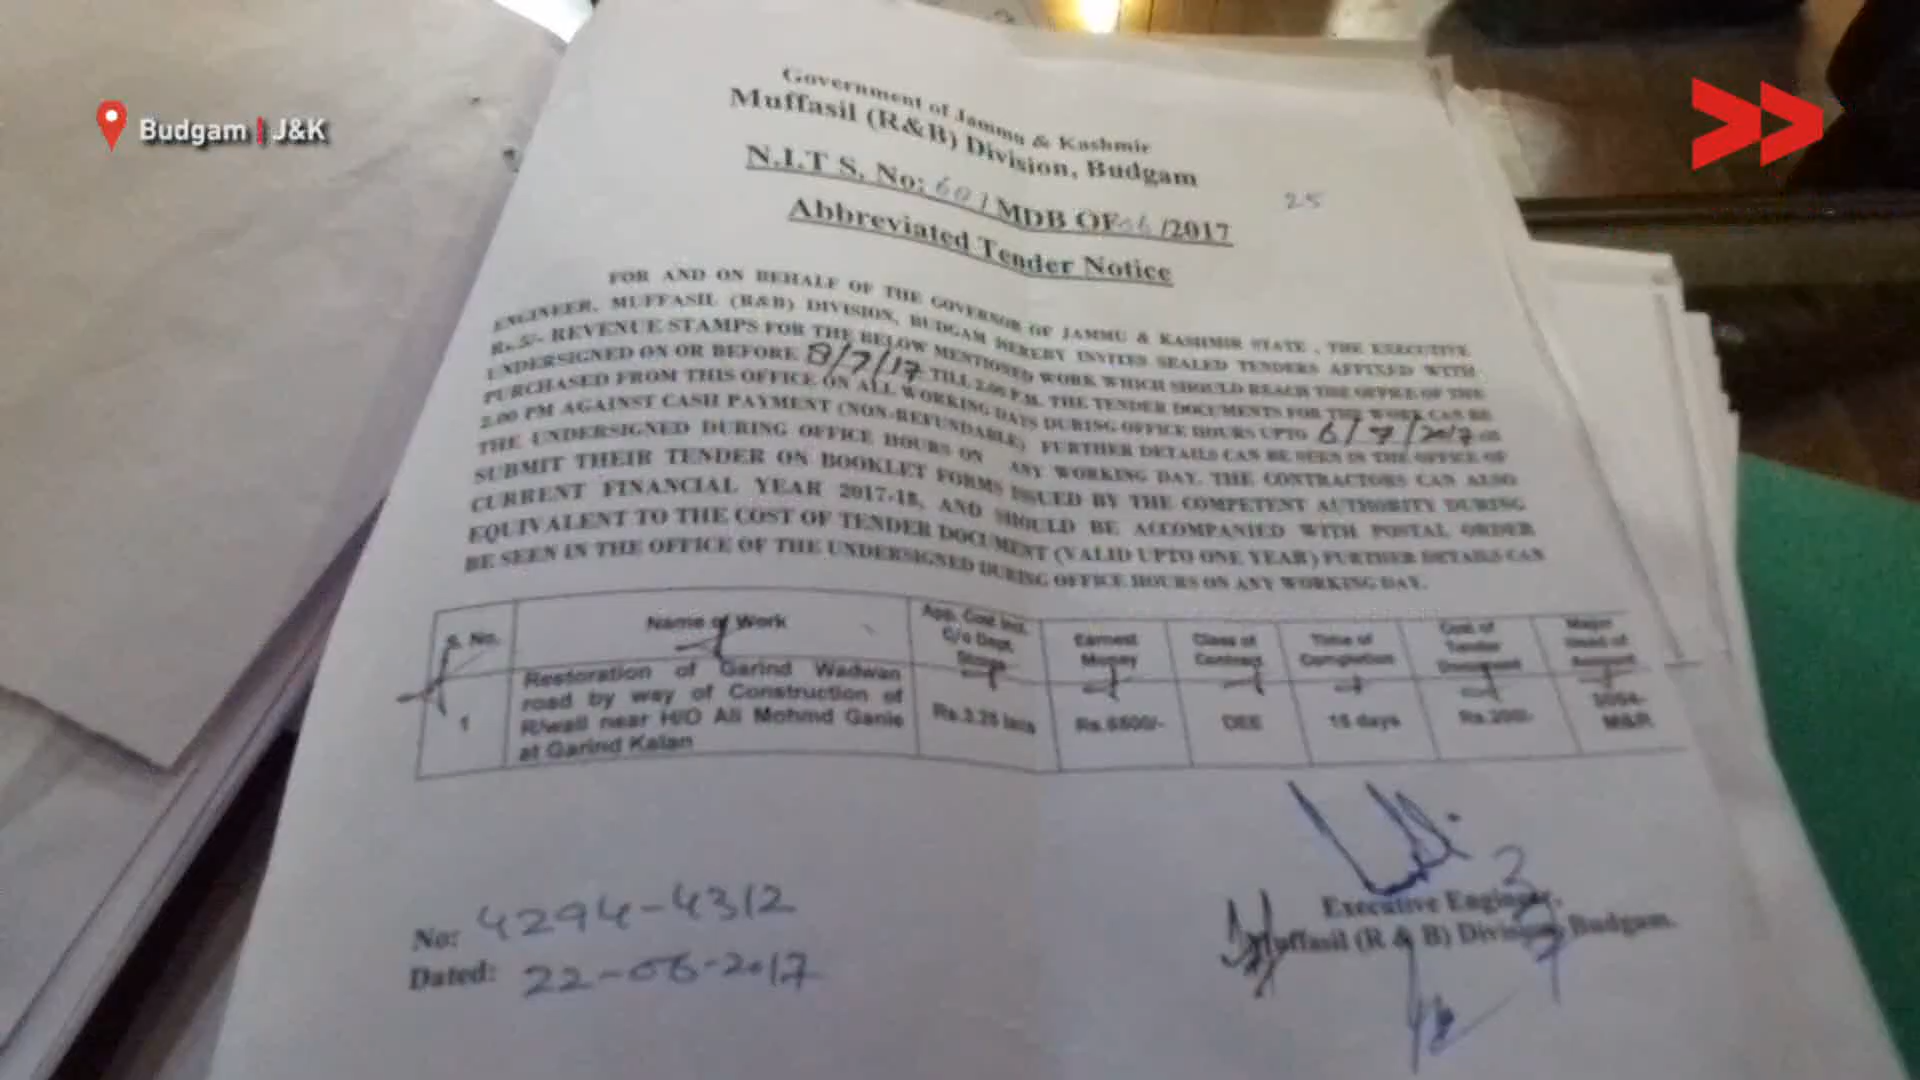 Budgam | J&K
Government of Jammu & Kashmir
Muffasil (R&B) Division, Budgam
N.I.T S. No: 601/MDB OF 06/2017
25
Abbreviated Tender Notice
FOR AND ON BEHALF OF THE GOVERNOR OF JAMMU & KASHMIR STATE, THE EXECUTIVE
ENGINEER, MUFFASIL (R&B) DIVISION, BUDGAM HEREBY INVITES SEALED TENDERS AFFIXED WITH
Rs.5/- REVENUE STAMPS FOR THE BELOW MENTIONED WORK WHICH SHOULD REACH THE OFFICE OF THE
UNDERSIGNED ON OR BEFORE 8/7/17 TILL 2.00 P.M. THE TENDER DOCUMENTS FOR THE WORK CAN BE
PURCHASED FROM THIS OFFICE ON ALL WORKING DAYS DURING OFFICE HOURS UPTO 6/7/2017
2.00 PM AGAINST CASH PAYMENT (NON-REFUNDABLE) FURTHER DETAILS CAN BE SEEN IN THE OFFICE OF
THE UNDERSIGNED DURING OFFICE HOURS ON ANY WORKING DAY. THE CONTRACTORS CAN ALSO
SUBMIT THEIR TENDER ON BOOKLET FORMS ISSUED BY THE COMPETENT AUTHORITY DURING
CURRENT FINANCIAL YEAR 2017-18, AND SHOULD BE ACCOMPANIED WITH POSTAL ORDER
EQUIVALENT TO THE COST OF TENDER DOCUMENT (VALID UPTO ONE YEAR) FURTHER DETAILS CAN
BE SEEN IN THE OFFICE OF THE UNDERSIGNED DURING OFFICE HOURS ON ANY WORKING DAY.
S. No. Name of Work App. Cost Incl. C/o Dept. Stores Earnest Money Class of Contract Time of Completion Cost of Tender Document Major Head of Account
1 Restoration of Garind Wadwan Rs.3.25 lacs Rs.6500/- DEE 15 days Rs.200/- 5054-M&R
road by way of Construction of
R/wall near H/O Ali Mohmd Ganie
at Garind Kalan
No: 4294-4312
Dated: 22-06-2017
Executive Engineer,
Muffasil (R & B) Division, Budgam.